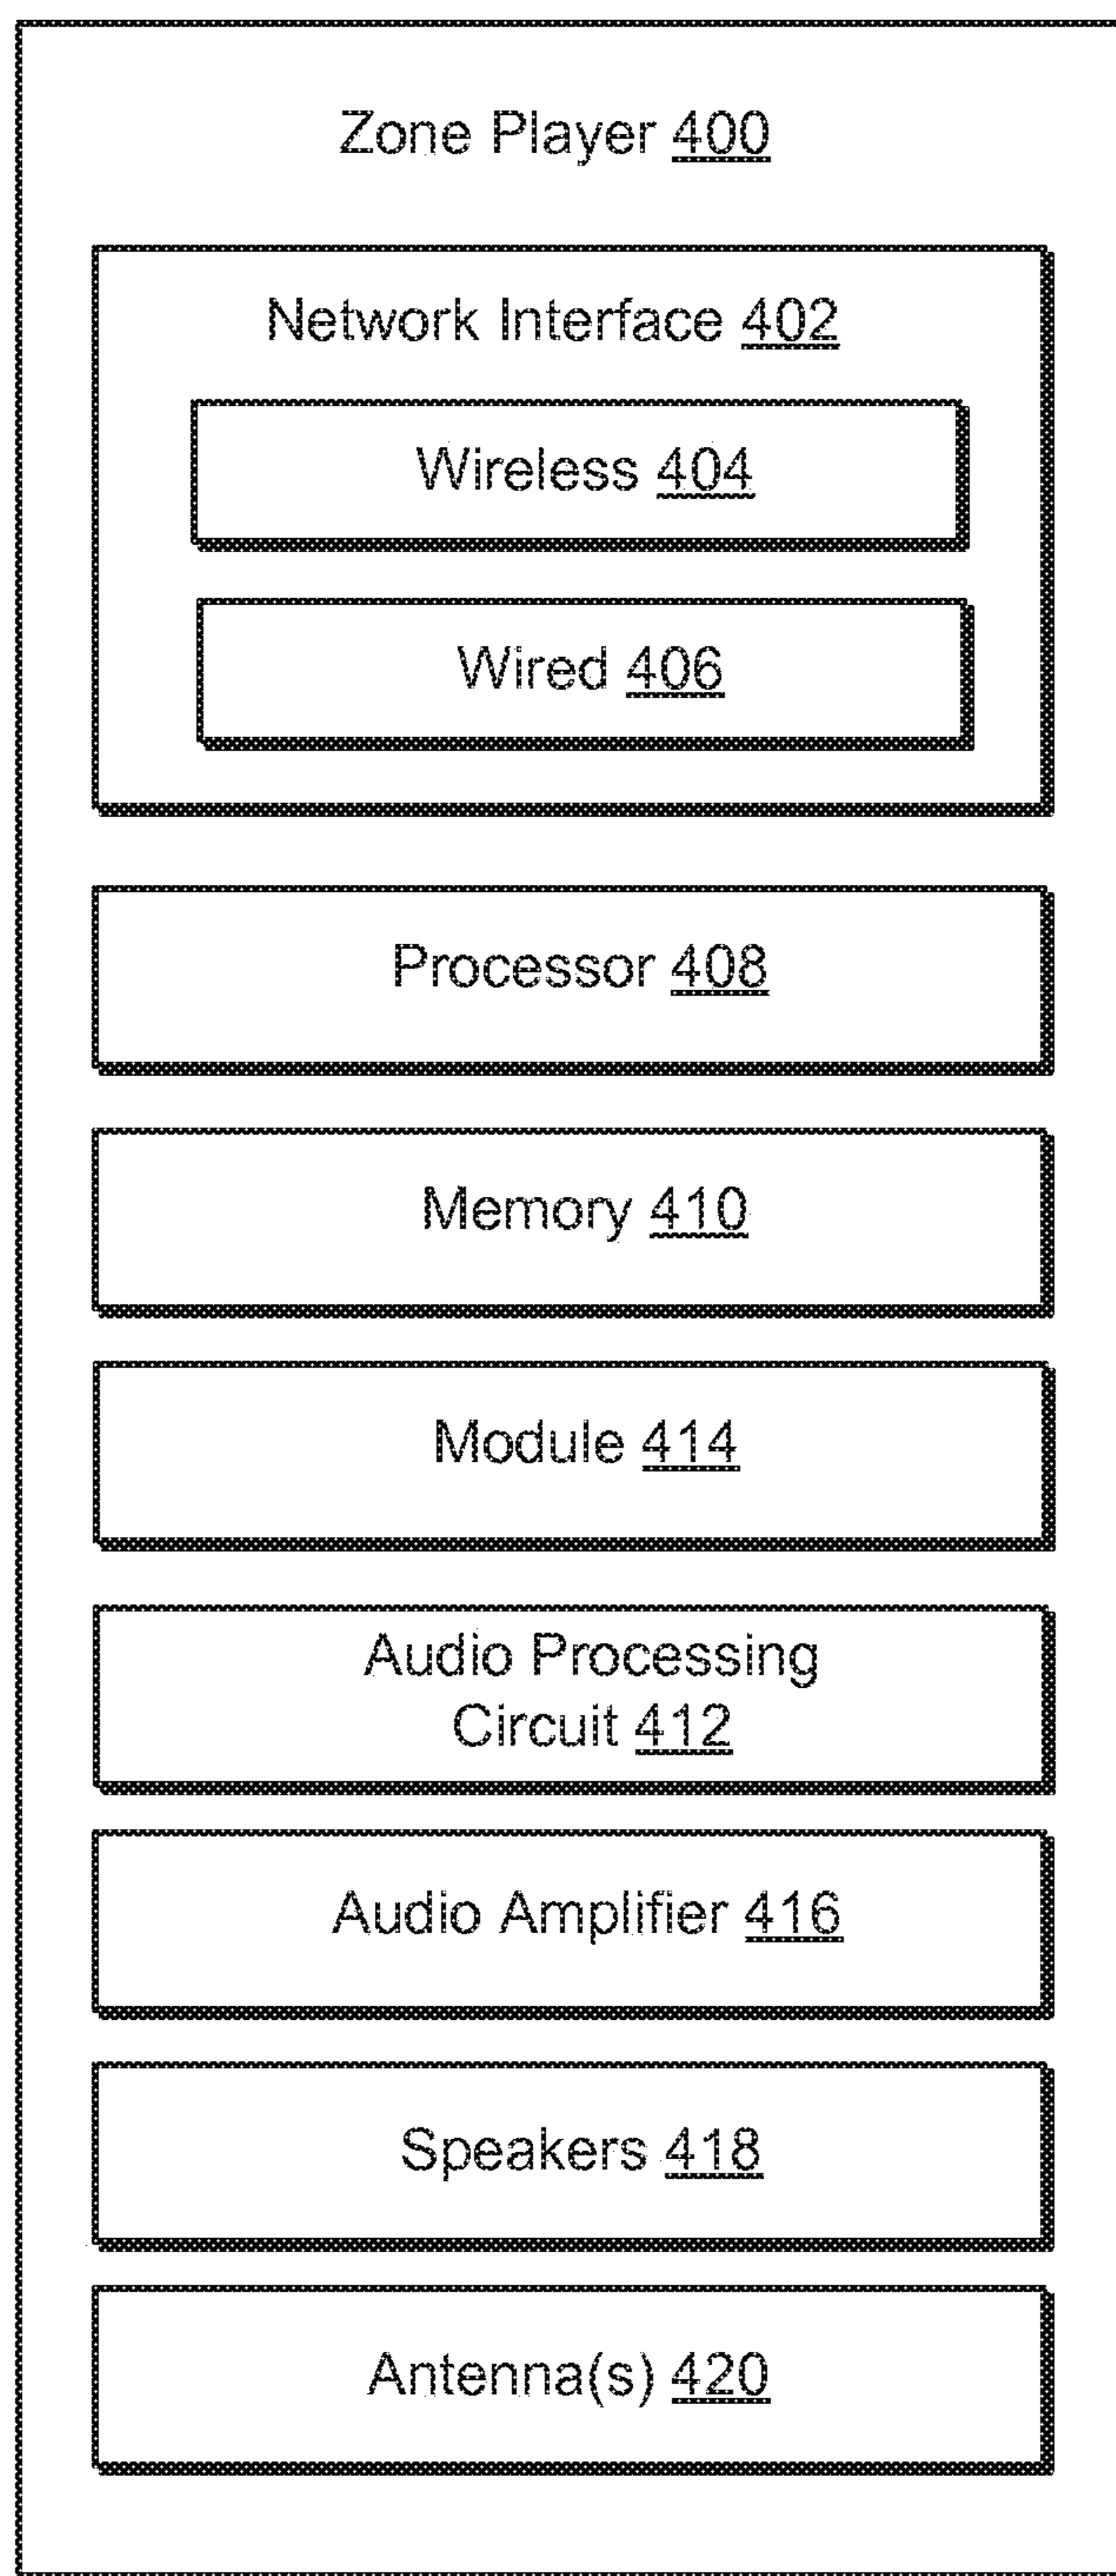 Zone Player 400
Network Interface 402
Wireless 404
Wired 406
Processor 408
Memory 410
Module 414
Audio Processing
Circuit 412
Audio Amplifier 416
Speakers 418
Antenna(s) 420